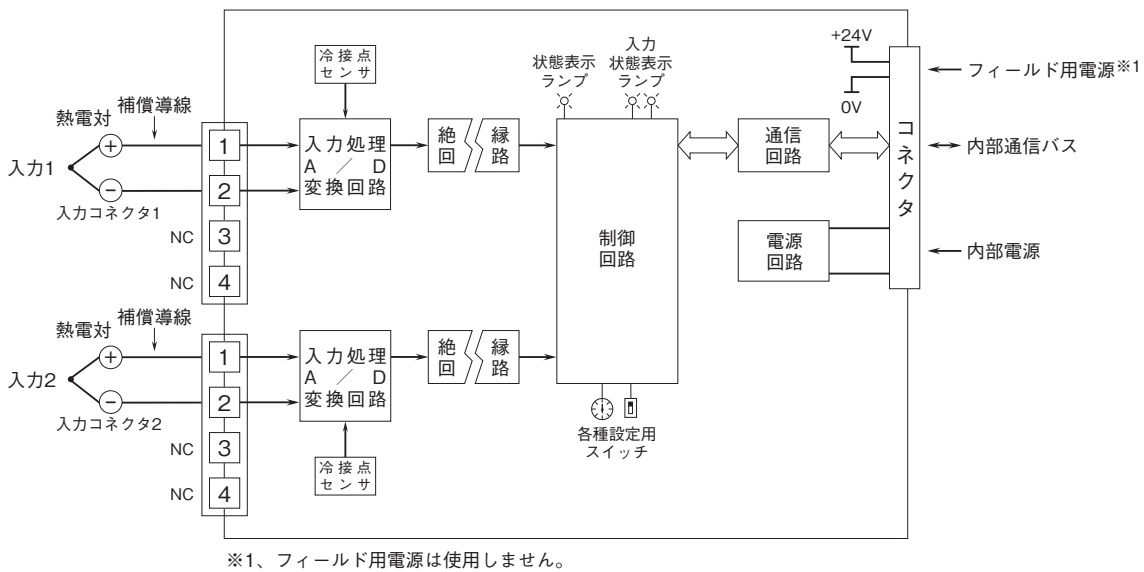 冷接点
センサ
状態表示
ランプ
入力
状態表示
ランプ
+24V
0V
フィールド用電源※1
熱電対
補償導線
入力1
+
−
入力コネクタ1
1
2
NC 3
NC 4
入力処理
A / D
変換回路
絶 縁
回 路
制御
回路
通信
回路
コネクタ
内部通信バス
電源
回路
内部電源
熱電対
補償導線
入力2
+
−
入力コネクタ2
1
2
NC 3
NC 4
入力処理
A / D
変換回路
絶 縁
回 路
冷接点
センサ
各種設定用
スイッチ
※1、フィールド用電源は使用しません。